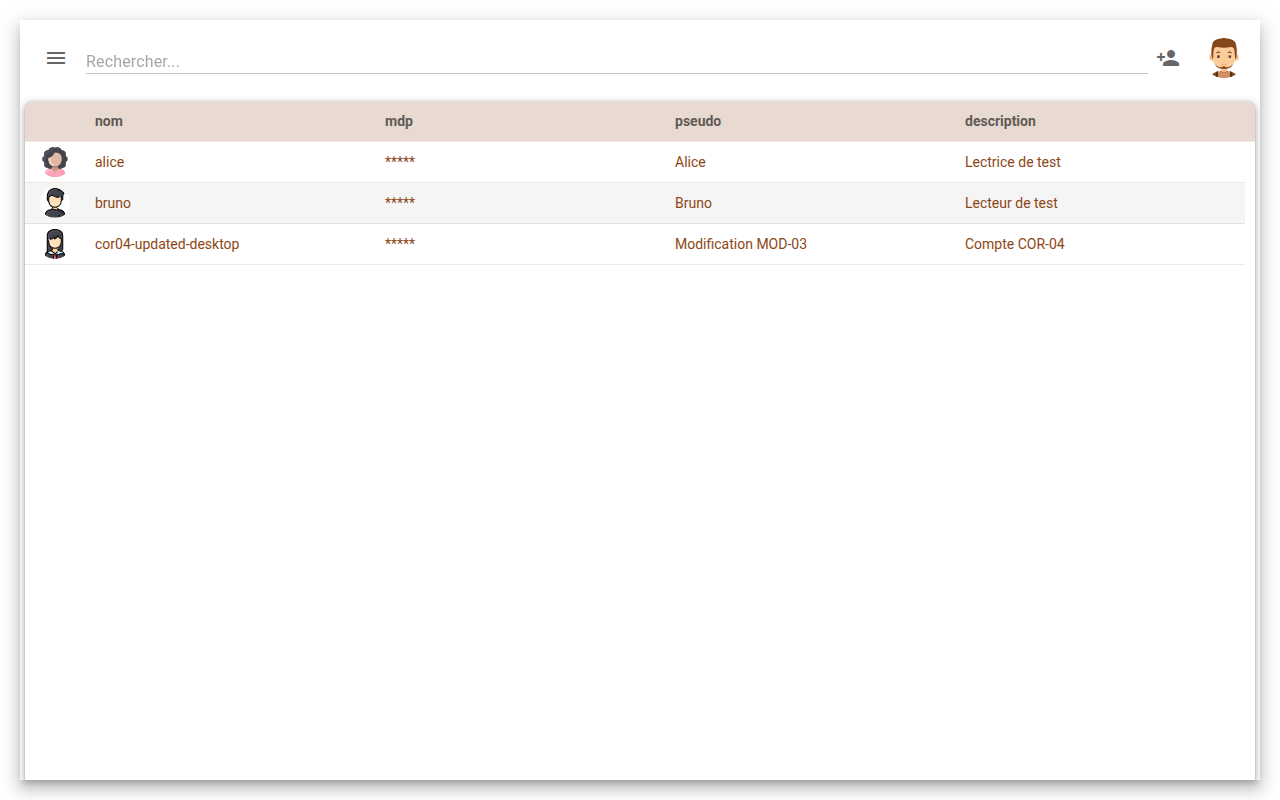 Rechercher...
nom mdp pseudo description
alice ***** Alice Lectrice de test
bruno ***** Bruno Lecteur de test
cor04-updated-desktop ***** Modification MOD-03 Compte COR-04